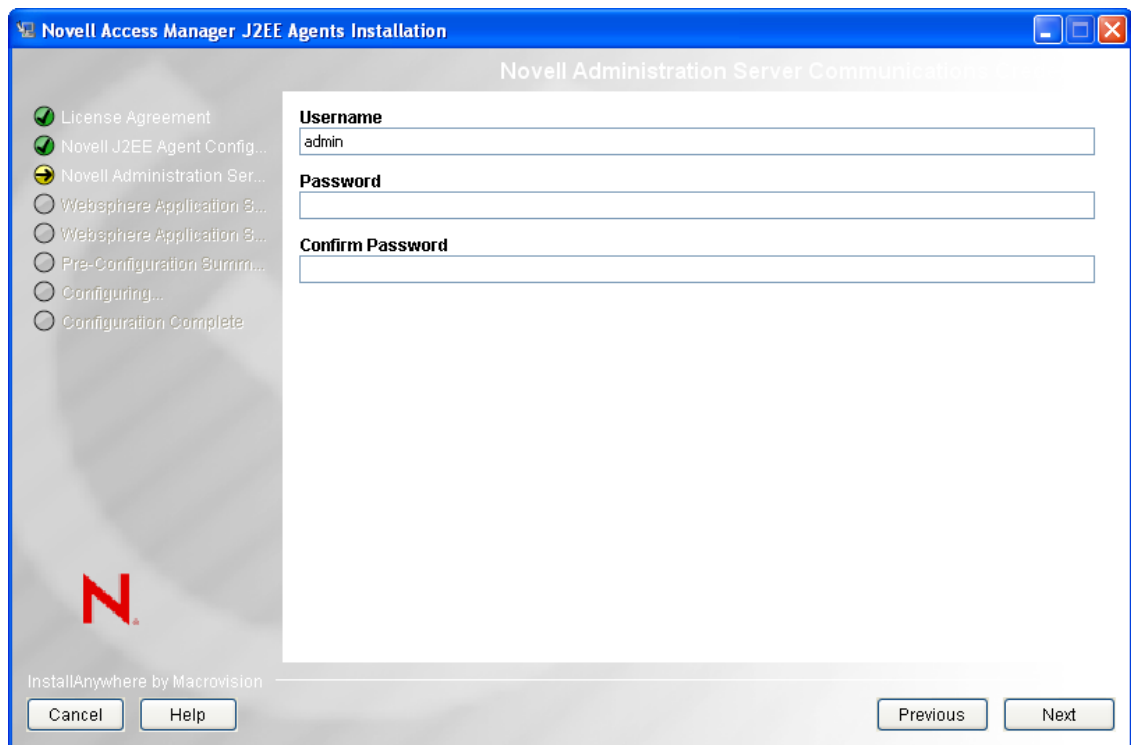 Novell Access Manager J2EE Agents Installation
Novell Administration Server Communications
License Agreement
Novell J2EE Agent Config...
Novell Administration Ser...
Websphere Application S...
Websphere Application S...
Pre-Configuration Summ...
Configuring...
Configuration Complete
Username
admin
Password
Confirm Password
N
InstallAnywhere by Macrovision
Cancel
Help
Previous
Next